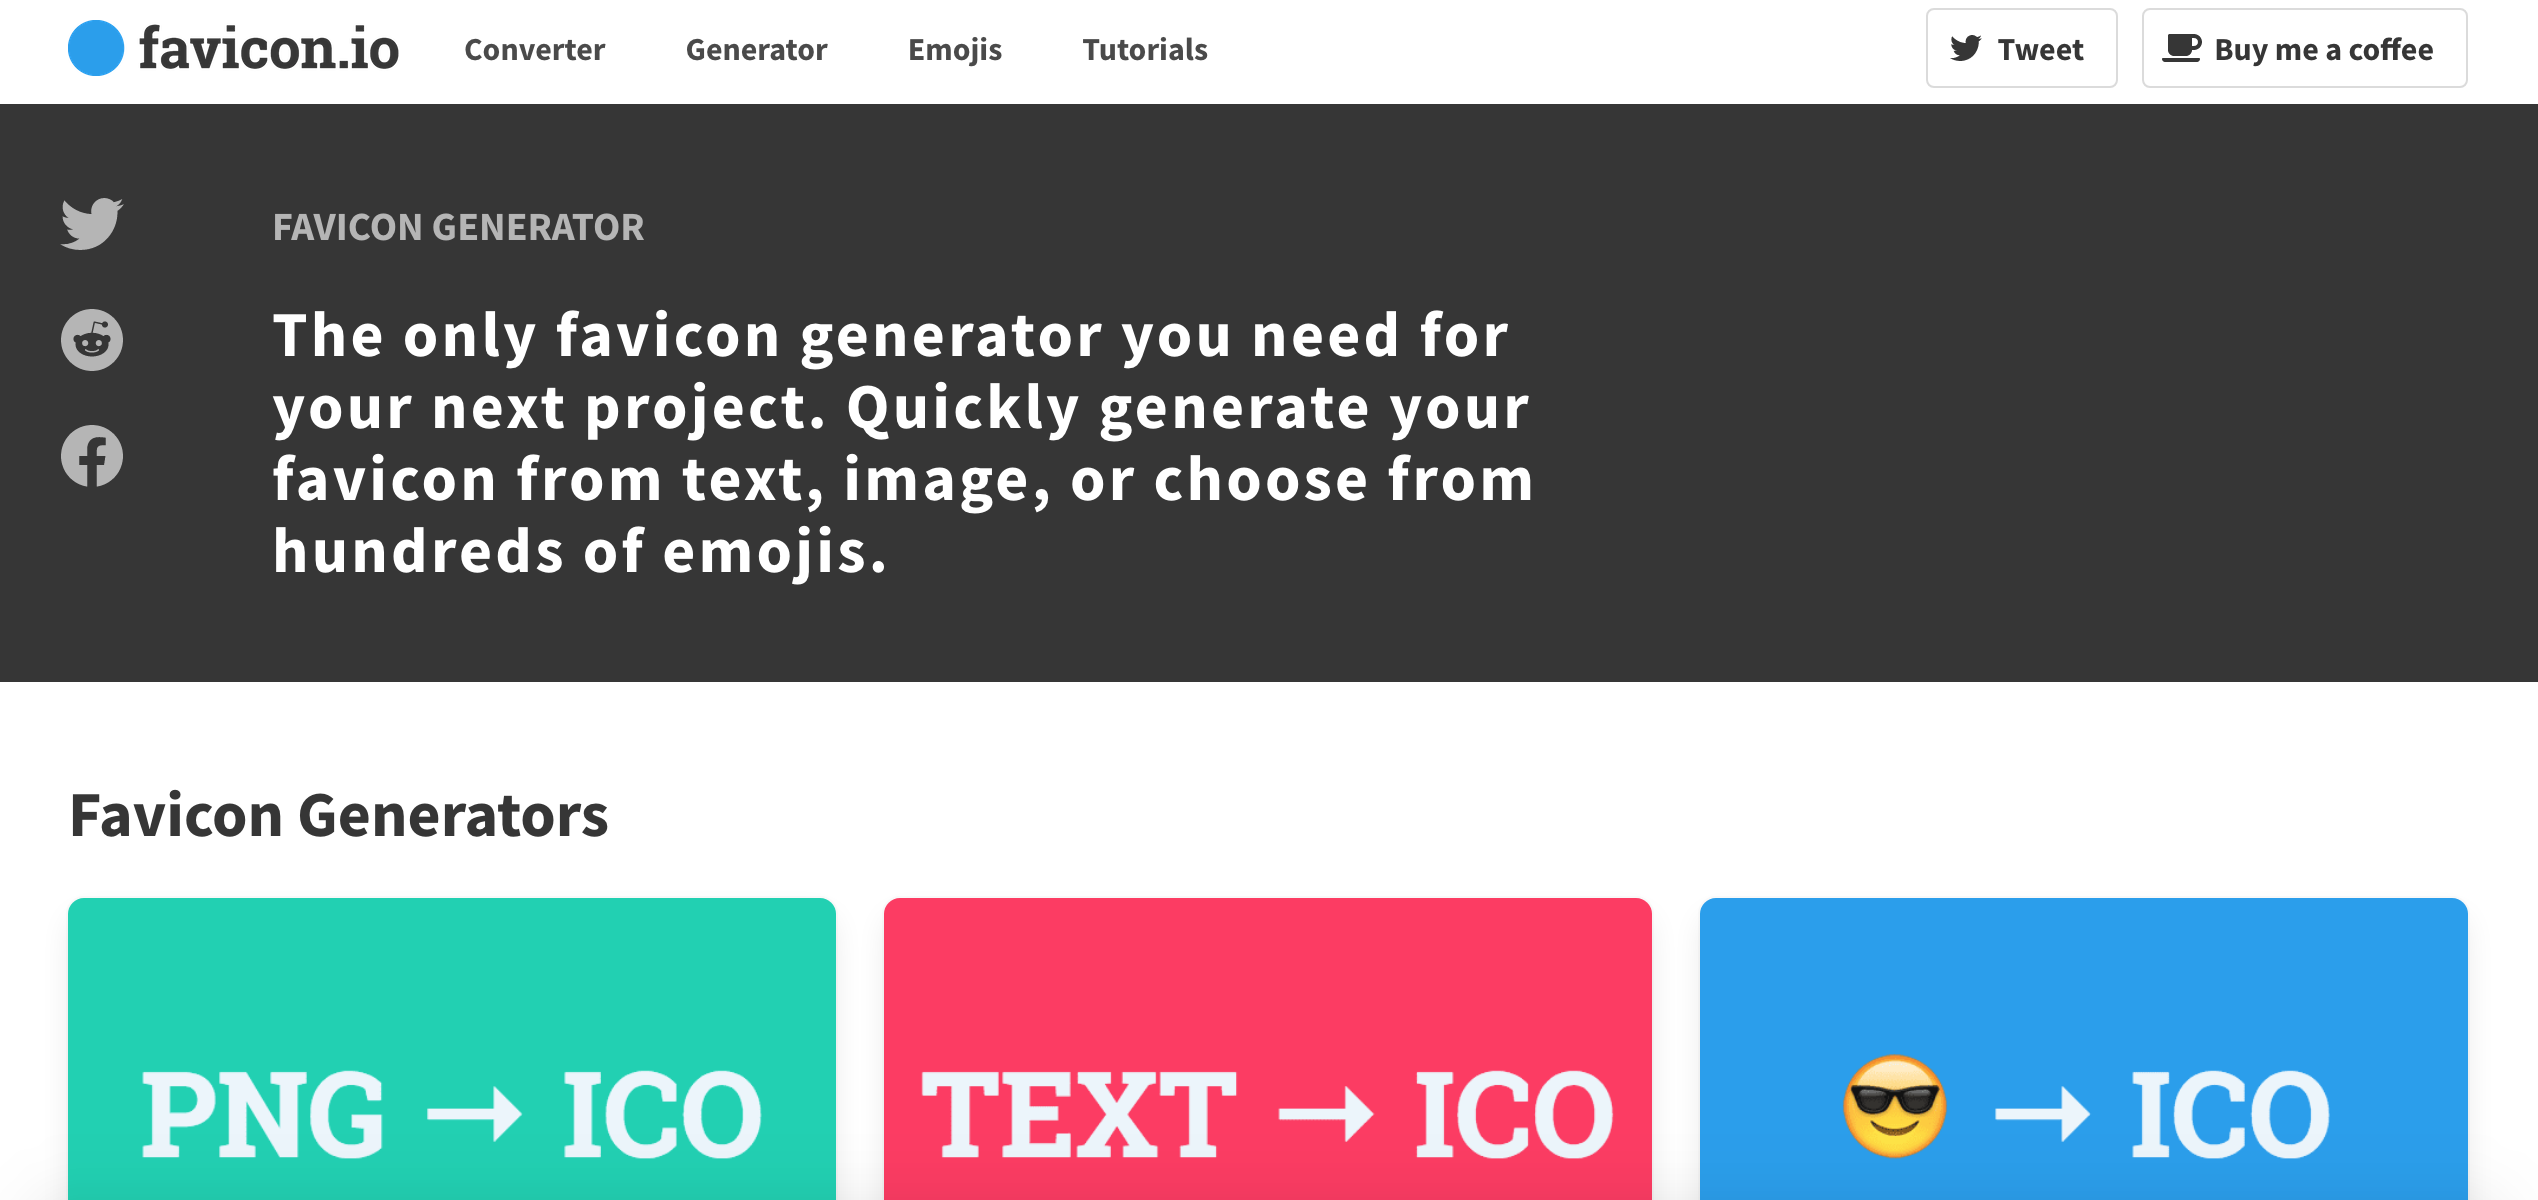 favicon.io
Converter
Generator
Emojis
Tutorials
Tweet
Buy me a coffee
FAVICON GENERATOR
The only favicon generator you need for
your next project. Quickly generate your
favicon from text, image, or choose from
hundreds of emojis.
Favicon Generators
PNG → ICO
TEXT → ICO
😎 → ICO